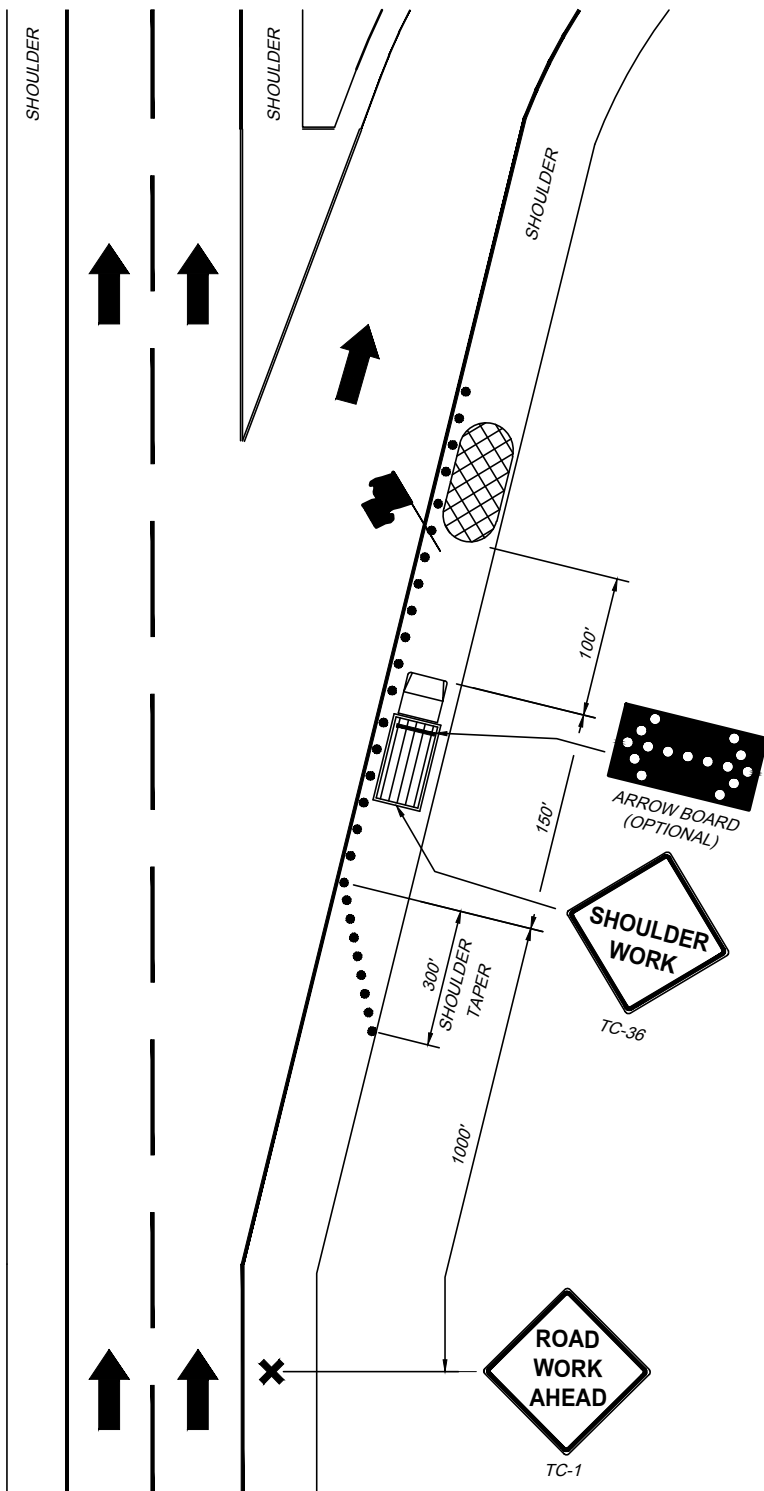 SHOULDER
SHOULDER
SHOULDER
100'
ARROW BOARD
(OPTIONAL)
150'
SHOULDER
WORK
TC-36
300'
SHOULDER
TAPER
1000'
ROAD
WORK
AHEAD
TC-1